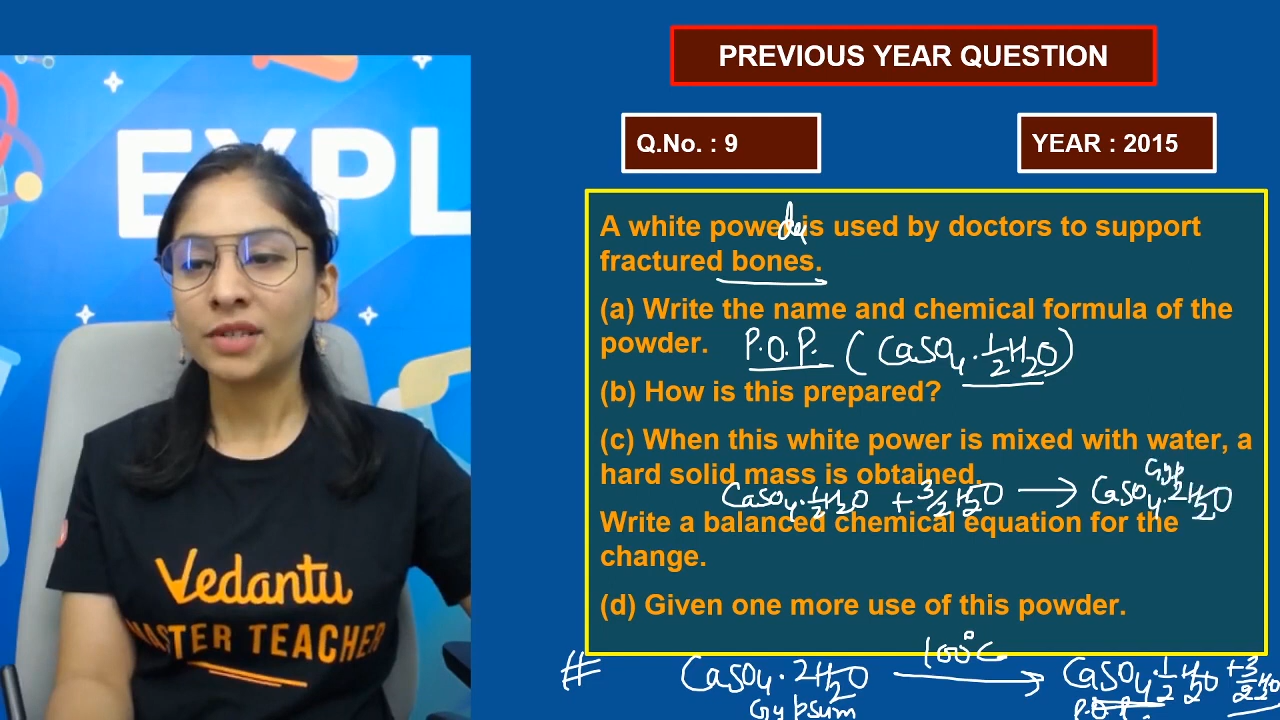 EXPL
Vedantu
MASTER TEACHER
PREVIOUS YEAR QUESTION
Q.No. : 9
YEAR : 2015
A white power is used by doctors to support
fractured bones.
(a) Write the name and chemical formula of the
powder. P.O.P. (CaSO₄.½H₂O)
(b) How is this prepared?
(c) When this white power is mixed with water, a
hard solid mass is obtained.
Gyp
CaSO₄.½H₂O + 3/2H₂O → CaSO₄.2H₂O
Write a balanced chemical equation for the
change.
(d) Given one more use of this powder.
100°C
# CaSO₄.2H₂O → CaSO₄.½H₂O + 3/2H₂O
Gypsum P.O.P.